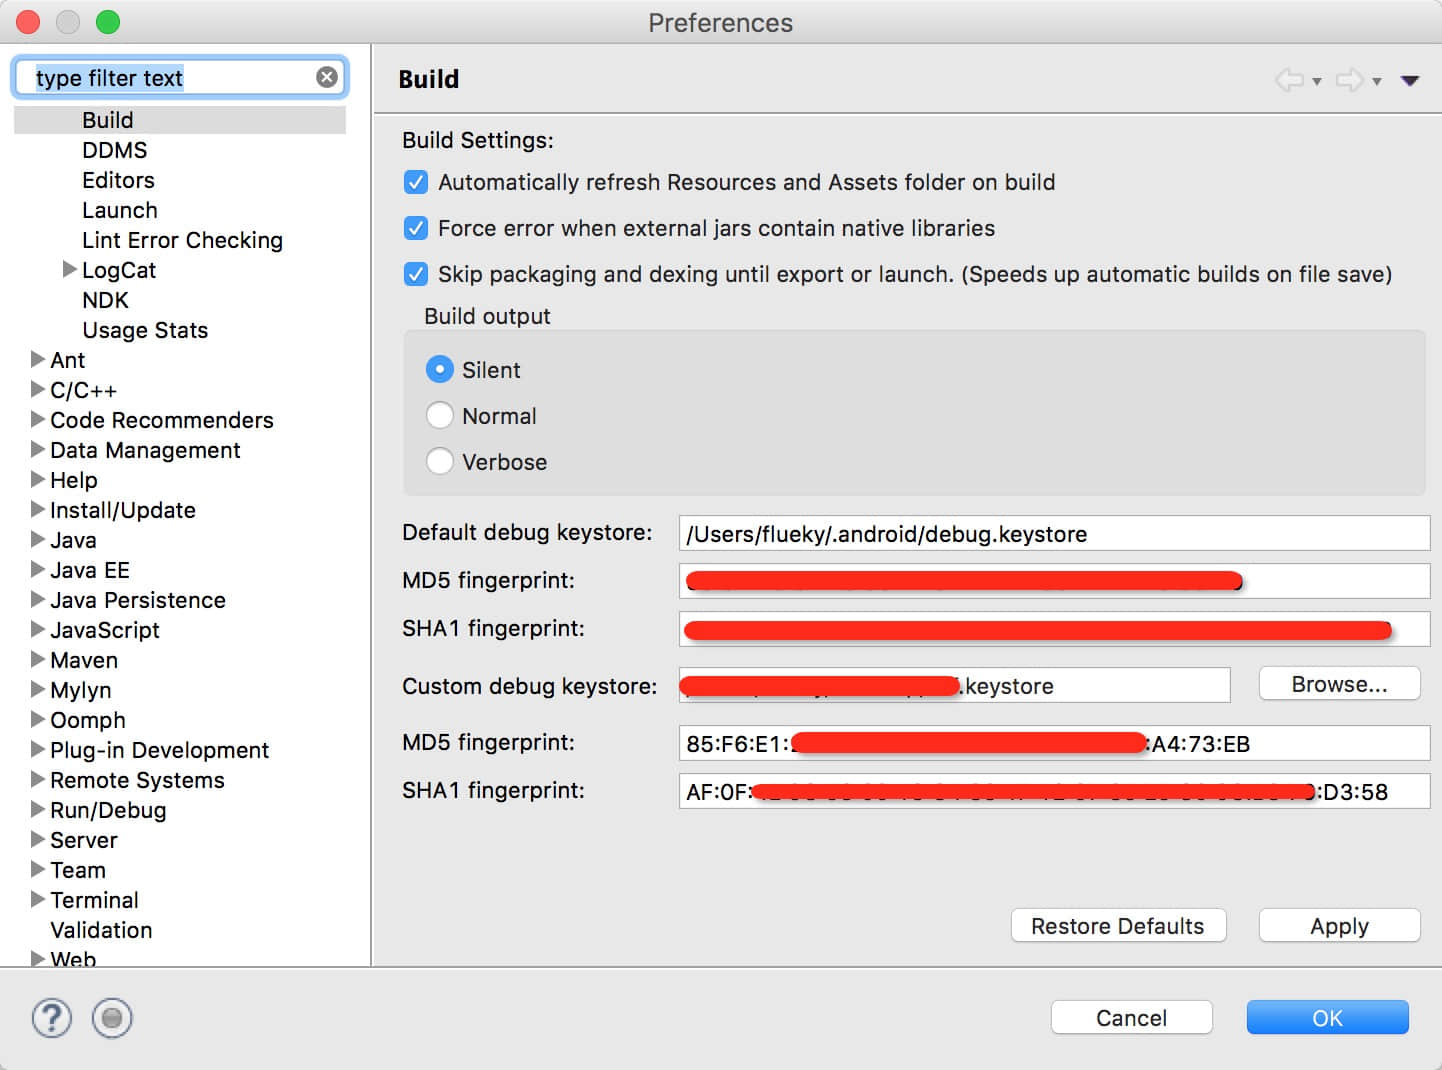 Preferences
type filter text
Build
DDMS
Editors
Launch
Lint Error Checking
LogCat
NDK
Usage Stats
Ant
C/C++
Code Recommenders
Data Management
Help
Install/Update
Java
Java EE
Java Persistence
JavaScript
Maven
Mylyn
Oomph
Plug-in Development
Remote Systems
Run/Debug
Server
Team
Terminal
Validation
Web
Build
Build Settings:
Automatically refresh Resources and Assets folder on build
Force error when external jars contain native libraries
Skip packaging and dexing until export or launch. (Speeds up automatic builds on file save)
Build output
Silent
Normal
Verbose
Default debug keystore: /Users/flueky/.android/debug.keystore
MD5 fingerprint:
SHA1 fingerprint:
Custom debug keystore: .keystore Browse...
MD5 fingerprint: 85:F6:E1: :A4:73:EB
SHA1 fingerprint: AF:0F: :D3:58
Restore Defaults Apply
? Cancel OK